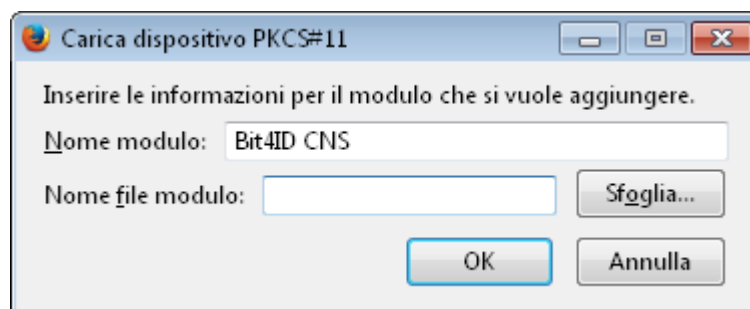 Carica dispositivo PKCS#11
Inserire le informazioni per il modulo che si vuole aggiungere.
Nome modulo: Bit4ID CNS
Nome file modulo: Sfoglia...
OK Annulla